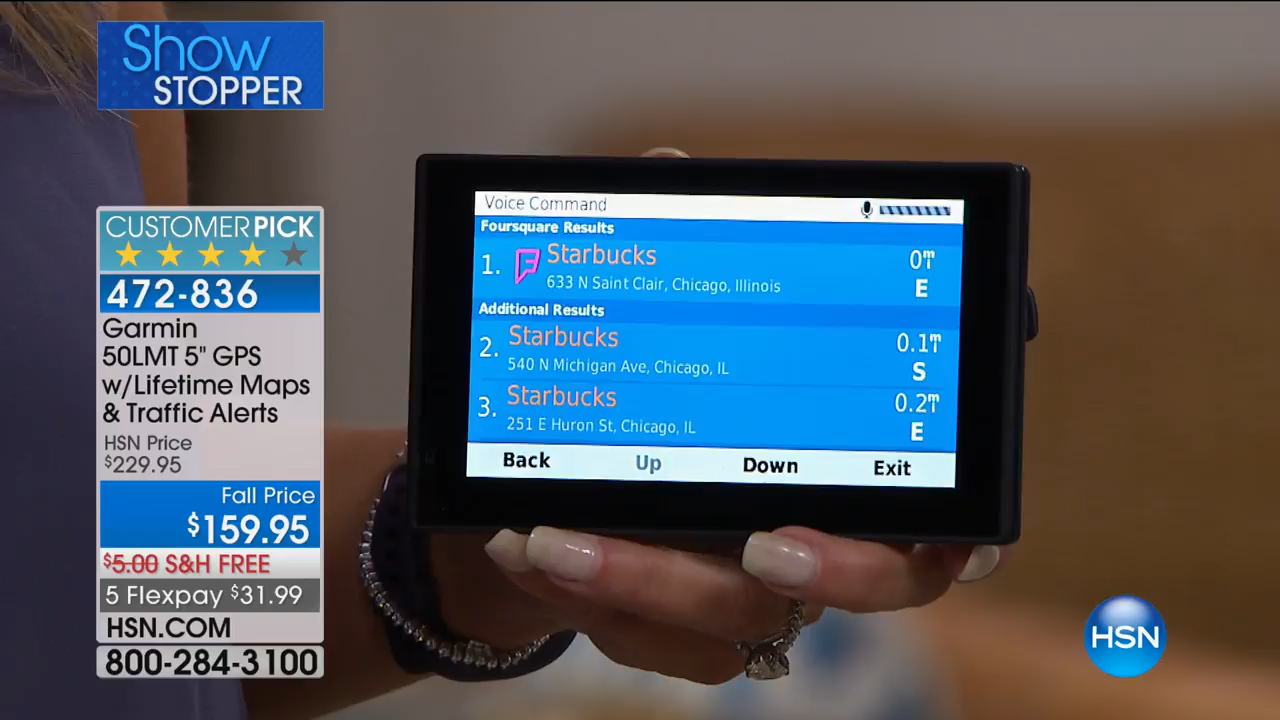 Show
STOPPER
CUSTOMER PICK
472-836
Garmin
50LMT 5" GPS
w/Lifetime Maps
& Traffic Alerts
HSN Price
$229.95
Fall Price
$159.95
$5.00 S&H FREE
5 Flexpay $31.99
HSN.COM
800-284-3100
Voice Command
Foursquare Results
1. Starbucks 0m
633 N Saint Clair, Chicago, Illinois E
Additional Results
2. Starbucks 0.1m
540 N Michigan Ave, Chicago, IL S
3. Starbucks 0.2m
251 E Huron St, Chicago, IL E
Back Up Down Exit
HSN